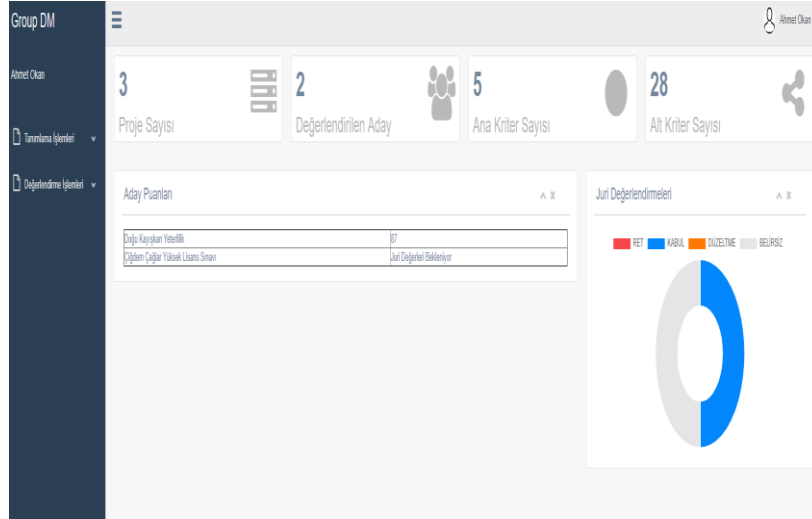 Group DM
Ahmet Okan
Ahmet Okan
Tanımlama İşlemleri
Değerlendirme İşlemleri
3
Proje Sayısı
2
Değerlendirilen Aday
5
Ana Kriter Sayısı
28
Alt Kriter Sayısı
Aday Puanları
Doğu Kayışkan Yeterlilik 87
Çiğdem Çağlar Yüksek Lisans Sınavı Juri Değerleri Bekleniyor
Juri Değerlendirmeleri
RET KABUL DÜZELTME BELİRSİZ